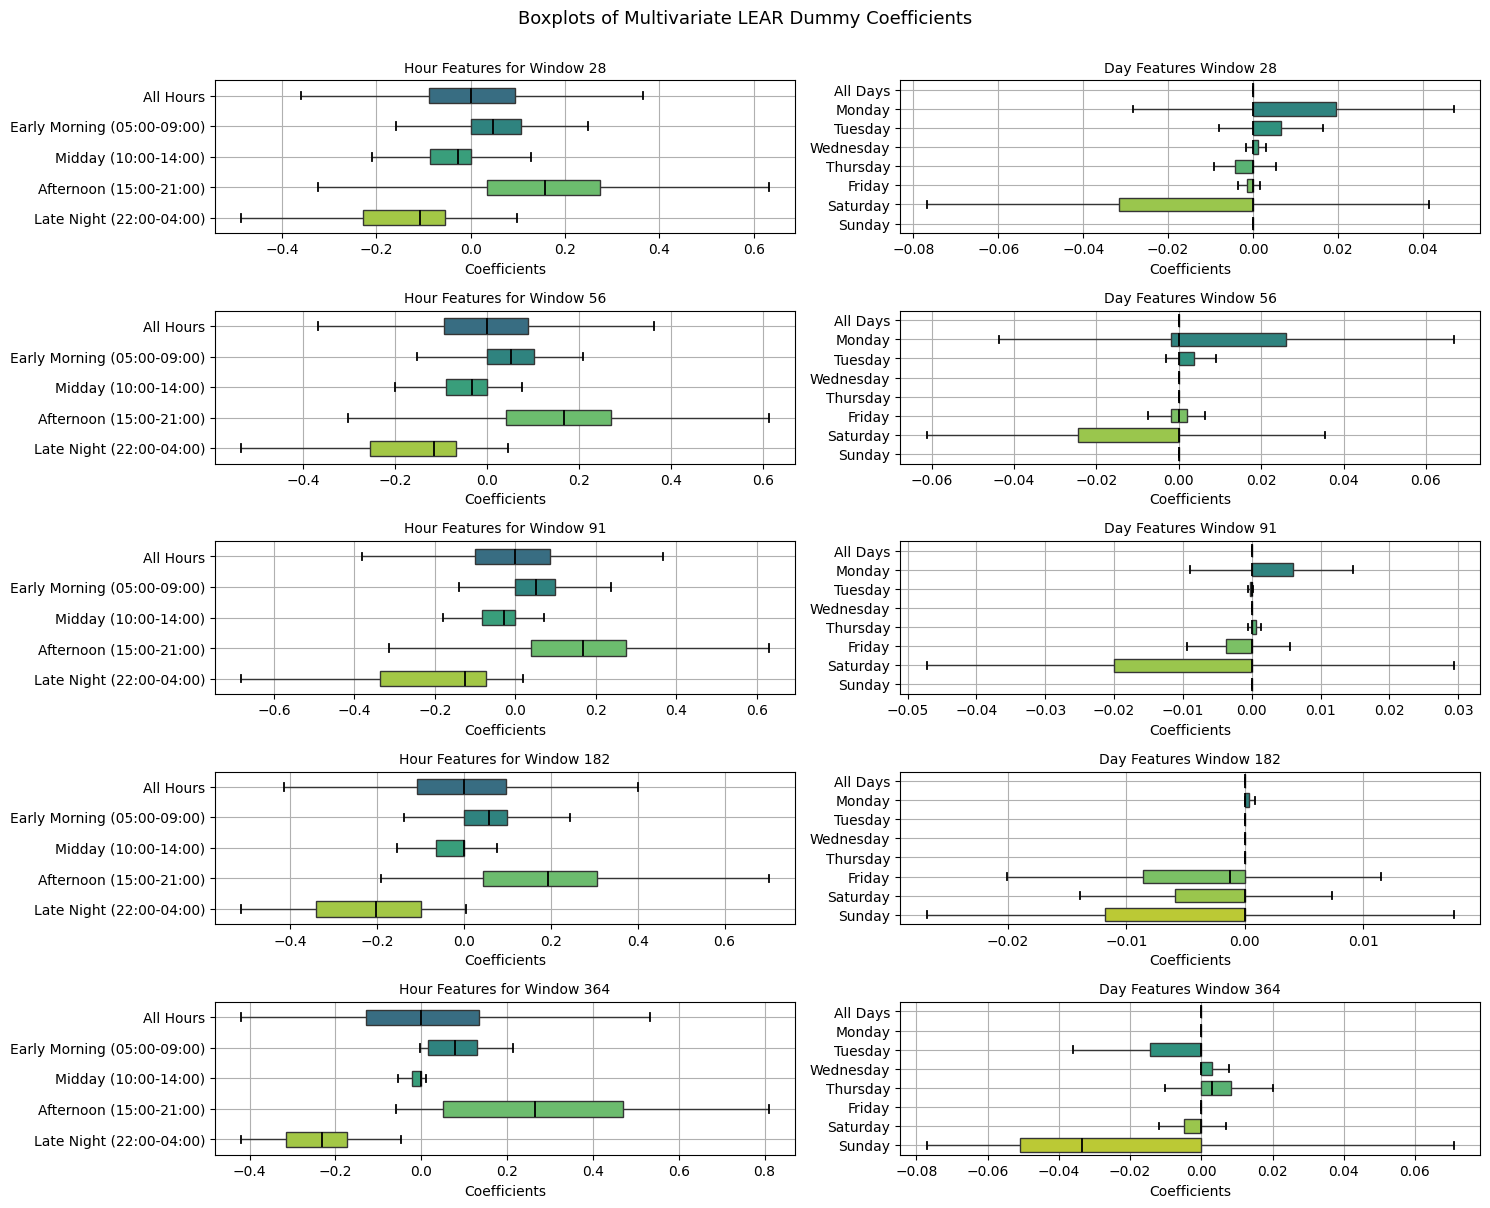 Boxplots of Multivariate LEAR Dummy Coefficients
Hour Features for Window 28
All Hours
Early Morning (05:00-09:00)
Midday (10:00-14:00)
Afternoon (15:00-21:00)
Late Night (22:00-04:00)
−0.4 −0.2 0.0 0.2 0.4 0.6
Coefficients
Day Features Window 28
All Days
Monday
Tuesday
Wednesday
Thursday
Friday
Saturday
Sunday
−0.08 −0.06 −0.04 −0.02 0.00 0.02 0.04
Coefficients
Hour Features for Window 56
All Hours
Early Morning (05:00-09:00)
Midday (10:00-14:00)
Afternoon (15:00-21:00)
Late Night (22:00-04:00)
−0.4 −0.2 0.0 0.2 0.4 0.6
Coefficients
Day Features Window 56
All Days
Monday
Tuesday
Wednesday
Thursday
Friday
Saturday
Sunday
−0.06 −0.04 −0.02 0.00 0.02 0.04 0.06
Coefficients
Hour Features for Window 91
All Hours
Early Morning (05:00-09:00)
Midday (10:00-14:00)
Afternoon (15:00-21:00)
Late Night (22:00-04:00)
−0.6 −0.4 −0.2 0.0 0.2 0.4 0.6
Coefficients
Day Features Window 91
All Days
Monday
Tuesday
Wednesday
Thursday
Friday
Saturday
Sunday
−0.05 −0.04 −0.03 −0.02 −0.01 0.00 0.01 0.02 0.03
Coefficients
Hour Features for Window 182
All Hours
Early Morning (05:00-09:00)
Midday (10:00-14:00)
Afternoon (15:00-21:00)
Late Night (22:00-04:00)
−0.4 −0.2 0.0 0.2 0.4 0.6
Coefficients
Day Features Window 182
All Days
Monday
Tuesday
Wednesday
Thursday
Friday
Saturday
Sunday
−0.02 −0.01 0.00 0.01
Coefficients
Hour Features for Window 364
All Hours
Early Morning (05:00-09:00)
Midday (10:00-14:00)
Afternoon (15:00-21:00)
Late Night (22:00-04:00)
−0.4 −0.2 0.0 0.2 0.4 0.6 0.8
Coefficients
Day Features Window 364
All Days
Monday
Tuesday
Wednesday
Thursday
Friday
Saturday
Sunday
−0.08 −0.06 −0.04 −0.02 0.00 0.02 0.04 0.06
Coefficients